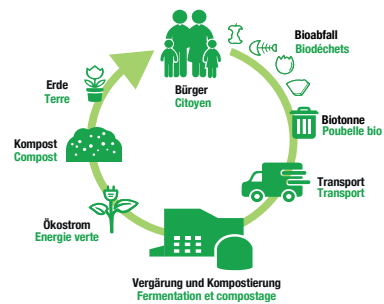 Bürger
Citoyen
Bioabfall
Biodéchets
Biotonne
Poubelle bio
Transport
Transport
Vergärung und Kompostierung
Fermentation et compostage
Ökostrom
Energie verte
Kompost
Compost
Erde
Terre